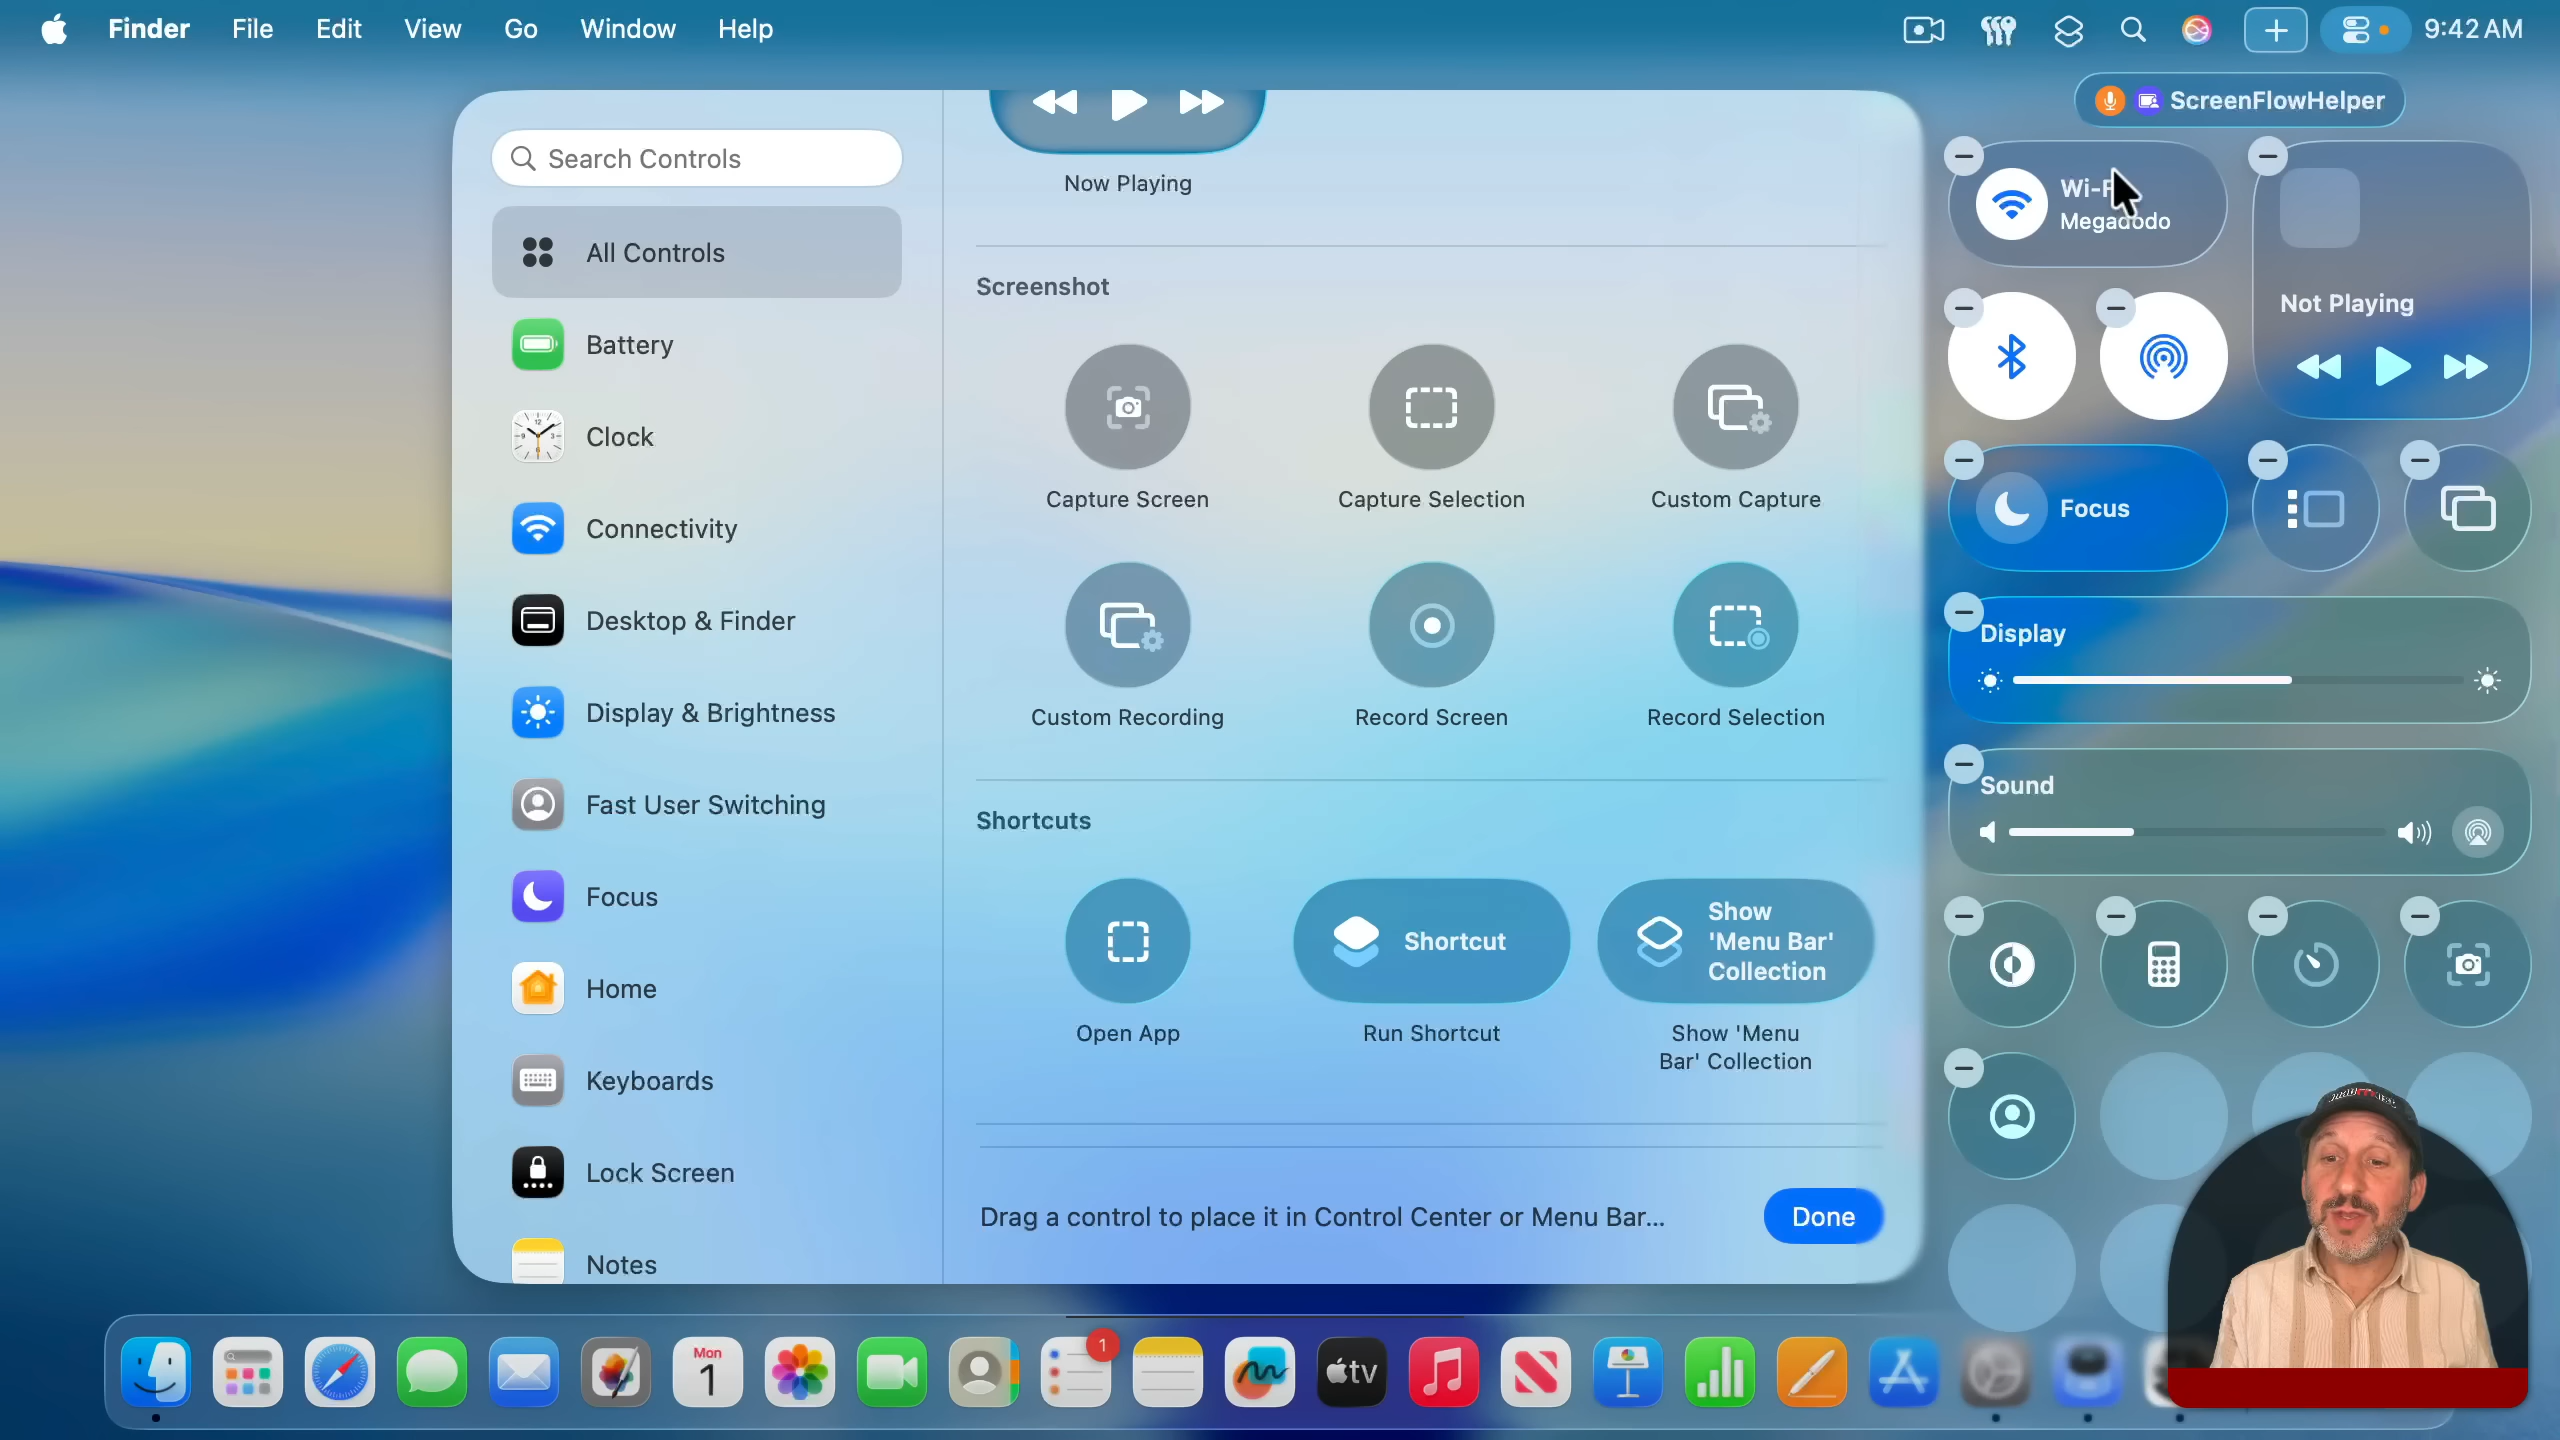 Finder File Edit View Go Window Help
9:42 AM
ScreenFlowHelper
Search Controls
All Controls
Battery
Clock
Connectivity
Desktop & Finder
Display & Brightness
Fast User Switching
Focus
Home
Keyboards
Lock Screen
Notes
Now Playing
Screenshot
Capture Screen
Capture Selection
Custom Capture
Custom Recording
Record Screen
Record Selection
Shortcuts
Shortcut
Show
'Menu Bar'
Collection
Open App
Run Shortcut
Show 'Menu
Bar' Collection
Drag a control to place it in Control Center or Menu Bar...
Done
Megadodo
Not Playing
Focus
Display
Sound
Mon
1
1
tv